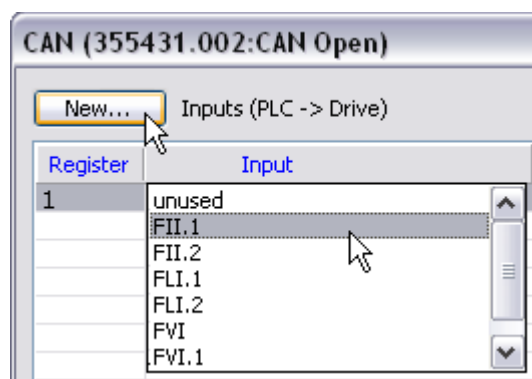 CAN (355431.002:CAN Open)
New... Inputs (PLC -> Drive)
Register Input
1
unused
FII.1
FII.2
FLI.1
FLI.2
FVI
.FVI.1